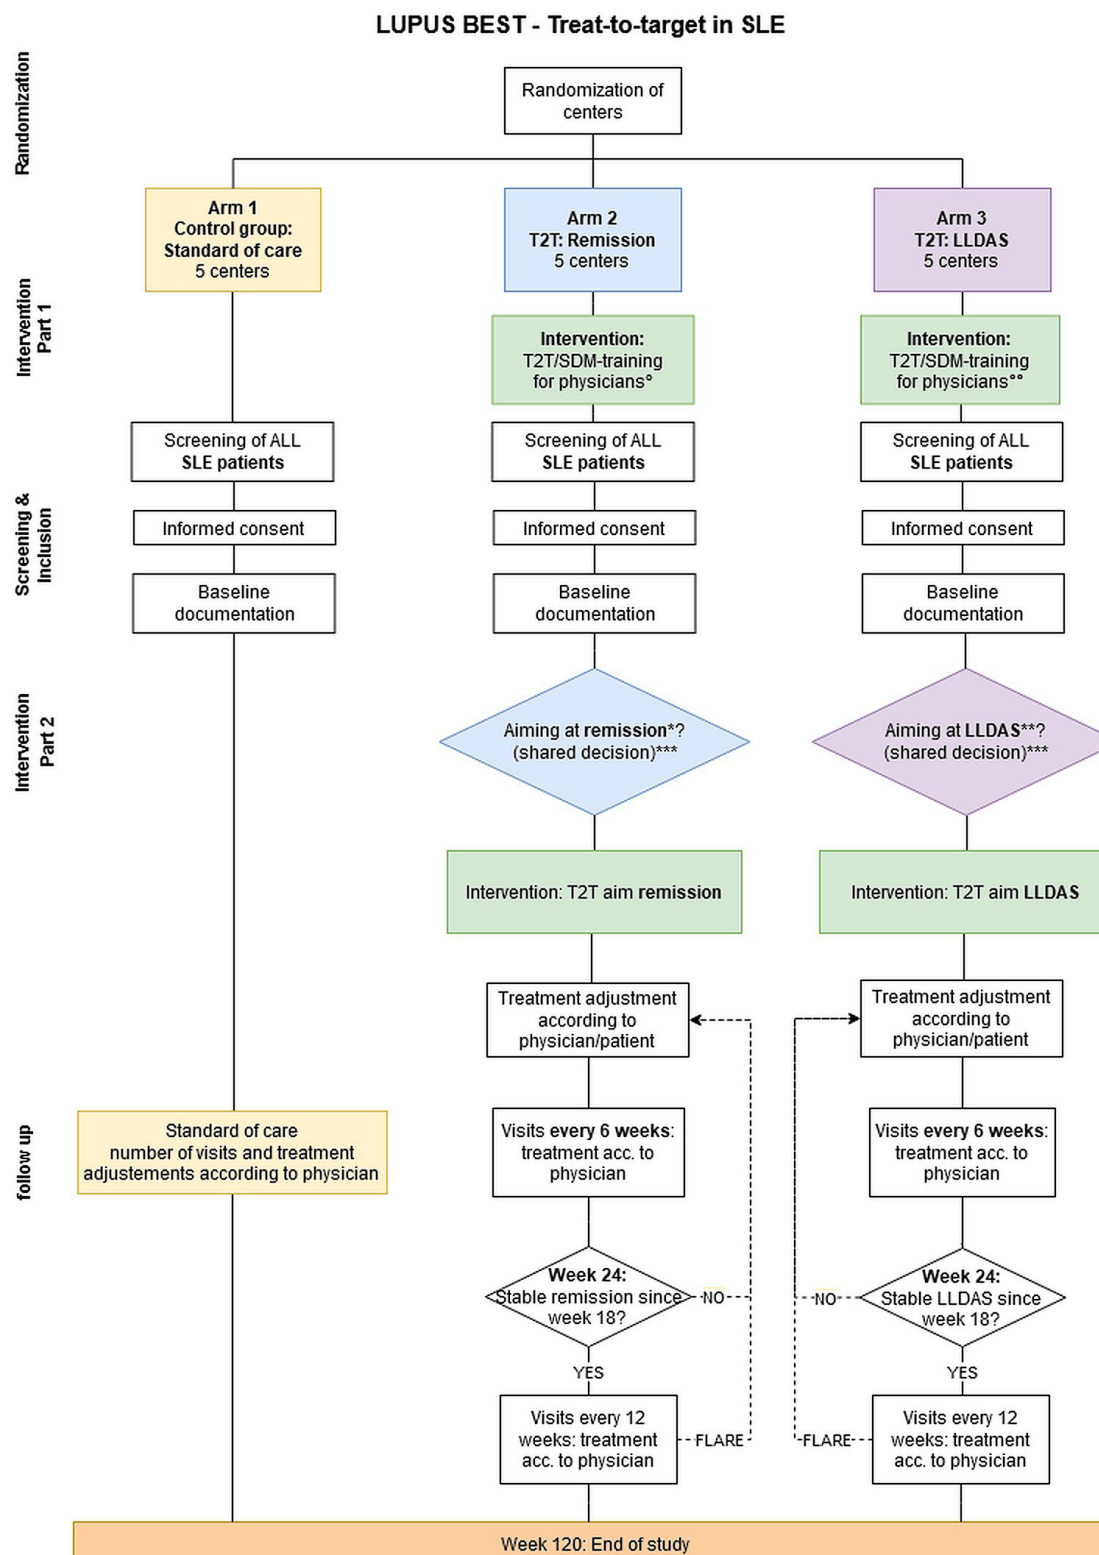 LUPUS BEST - Treat-to-target in SLE
Randomization
Randomization of
centers
Arm 1
Control group:
Standard of care
5 centers
Arm 2
T2T: Remission
5 centers
Arm 3
T2T: LLDAS
5 centers
Intervention
Part 1
Intervention:
T2T/SDM-training
for physicians°
Intervention:
T2T/SDM-training
for physicians°°
Screening &
Inclusion
Screening of ALL
SLE patients
Screening of ALL
SLE patients
Screening of ALL
SLE patients
Informed consent
Informed consent
Informed consent
Baseline
documentation
Baseline
documentation
Baseline
documentation
Intervention
Part 2
Aiming at remission*?
(shared decision)***
Aiming at LLDAS**?
(shared decision)***
Intervention: T2T aim remission
Intervention: T2T aim LLDAS
follow up
Standard of care
number of visits and treatment
adjustements according to physician
Treatment adjustment
according to
physician/patient
Treatment adjustment
according to
physician/patient
Visits every 6 weeks:
treatment acc. to
physician
Visits every 6 weeks:
treatment acc. to
physician
Week 24:
Stable remission since
week 18?
NO
NO
Week 24:
Stable LLDAS since
week 18?
YES
YES
Visits every 12
weeks: treatment
acc. to physician
FLARE
FLARE
Visits every 12
weeks: treatment
acc. to physician
Week 120: End of study